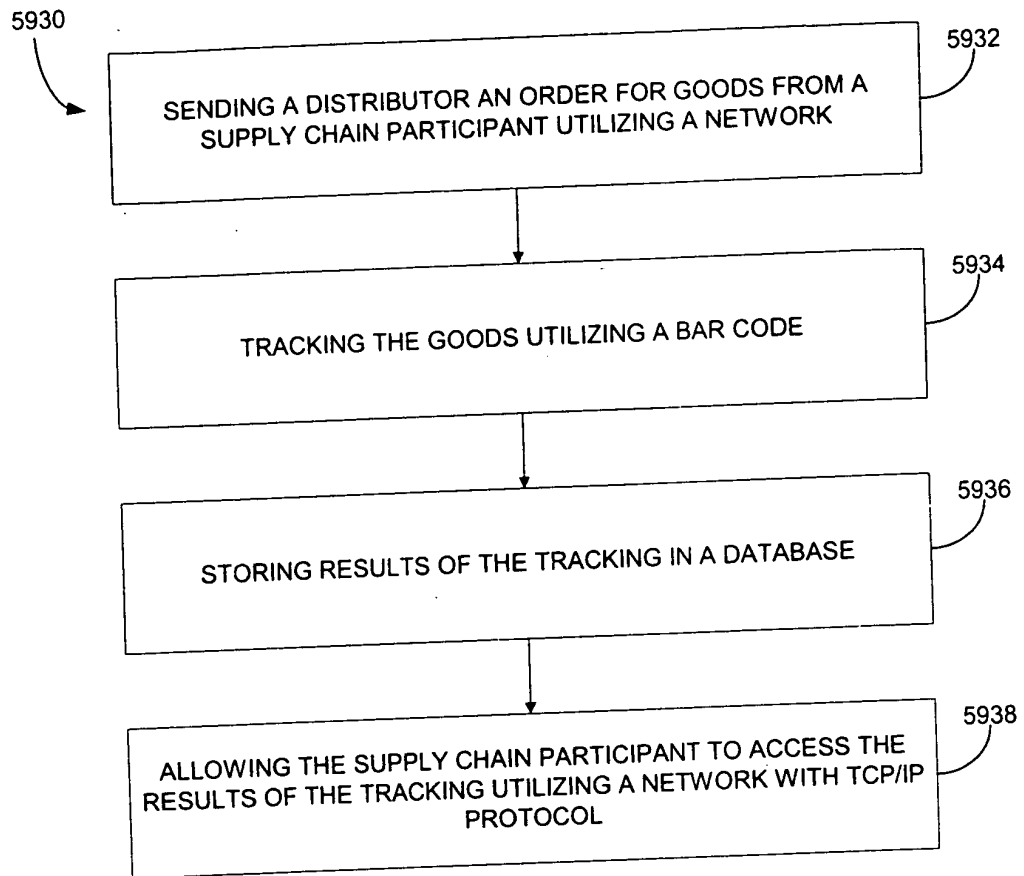 5930
5932
SENDING A DISTRIBUTOR AN ORDER FOR GOODS FROM A
SUPPLY CHAIN PARTICIPANT UTILIZING A NETWORK
5934
TRACKING THE GOODS UTILIZING A BAR CODE
5936
STORING RESULTS OF THE TRACKING IN A DATABASE
5938
ALLOWING THE SUPPLY CHAIN PARTICIPANT TO ACCESS THE
RESULTS OF THE TRACKING UTILIZING A NETWORK WITH TCP/IP
PROTOCOL